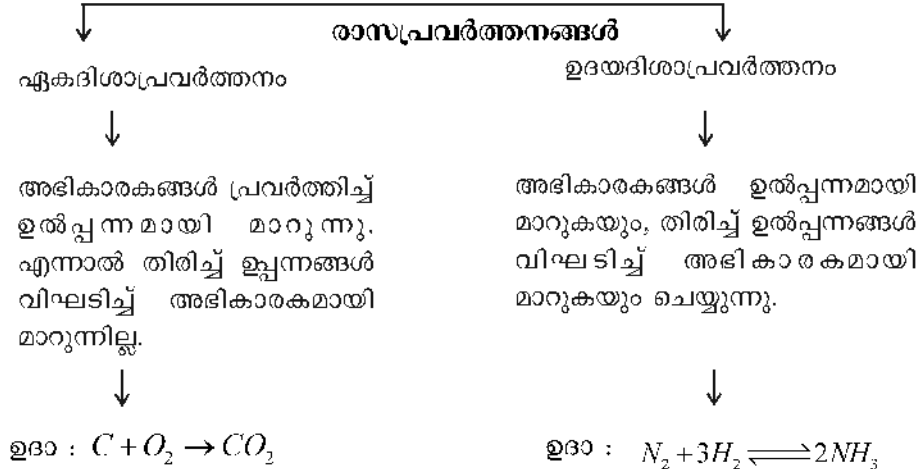 രാസപ്രവർത്തനങ്ങൾ
ഏകദിശാപ്രവർത്തനം
അഭികാരകങ്ങൾ പ്രവർത്തിച്ച്
ഉൽപ്പന്നമായി മാറുന്നു.
എന്നാൽ തിരിച്ച് ഉപ്പന്നങ്ങൾ
വിഘടിച്ച് അഭികാരകമായി
മാറുന്നില്ല.
ഉദാ : C + O₂ → CO₂
ഉദയദിശാപ്രവർത്തനം
അഭികാരകങ്ങൾ ഉൽപ്പന്നമായി
മാറുകയും, തിരിച്ച് ഉൽപ്പന്നങ്ങൾ
വിഘടിച്ച് അഭികാരകമായി
മാറുകയും ചെയ്യുന്നു.
ഉദാ : N₂ + 3H₂ ⇌ 2NH₃